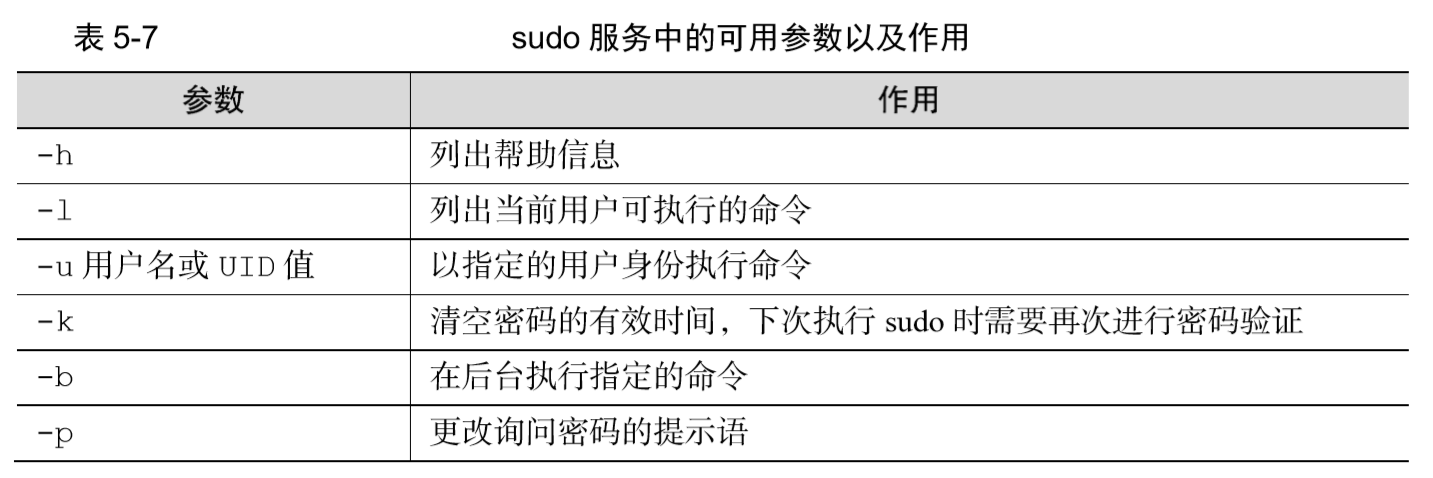 表 5-7 sudo 服务中的可用参数以及作用
参数 作用
-h 列出帮助信息
-l 列出当前用户可执行的命令
-u 用户名或 UID 值 以指定的用户身份执行命令
-k 清空密码的有效时间，下次执行 sudo 时需要再次进行密码验证
-b 在后台执行指定的命令
-p 更改询问密码的提示语